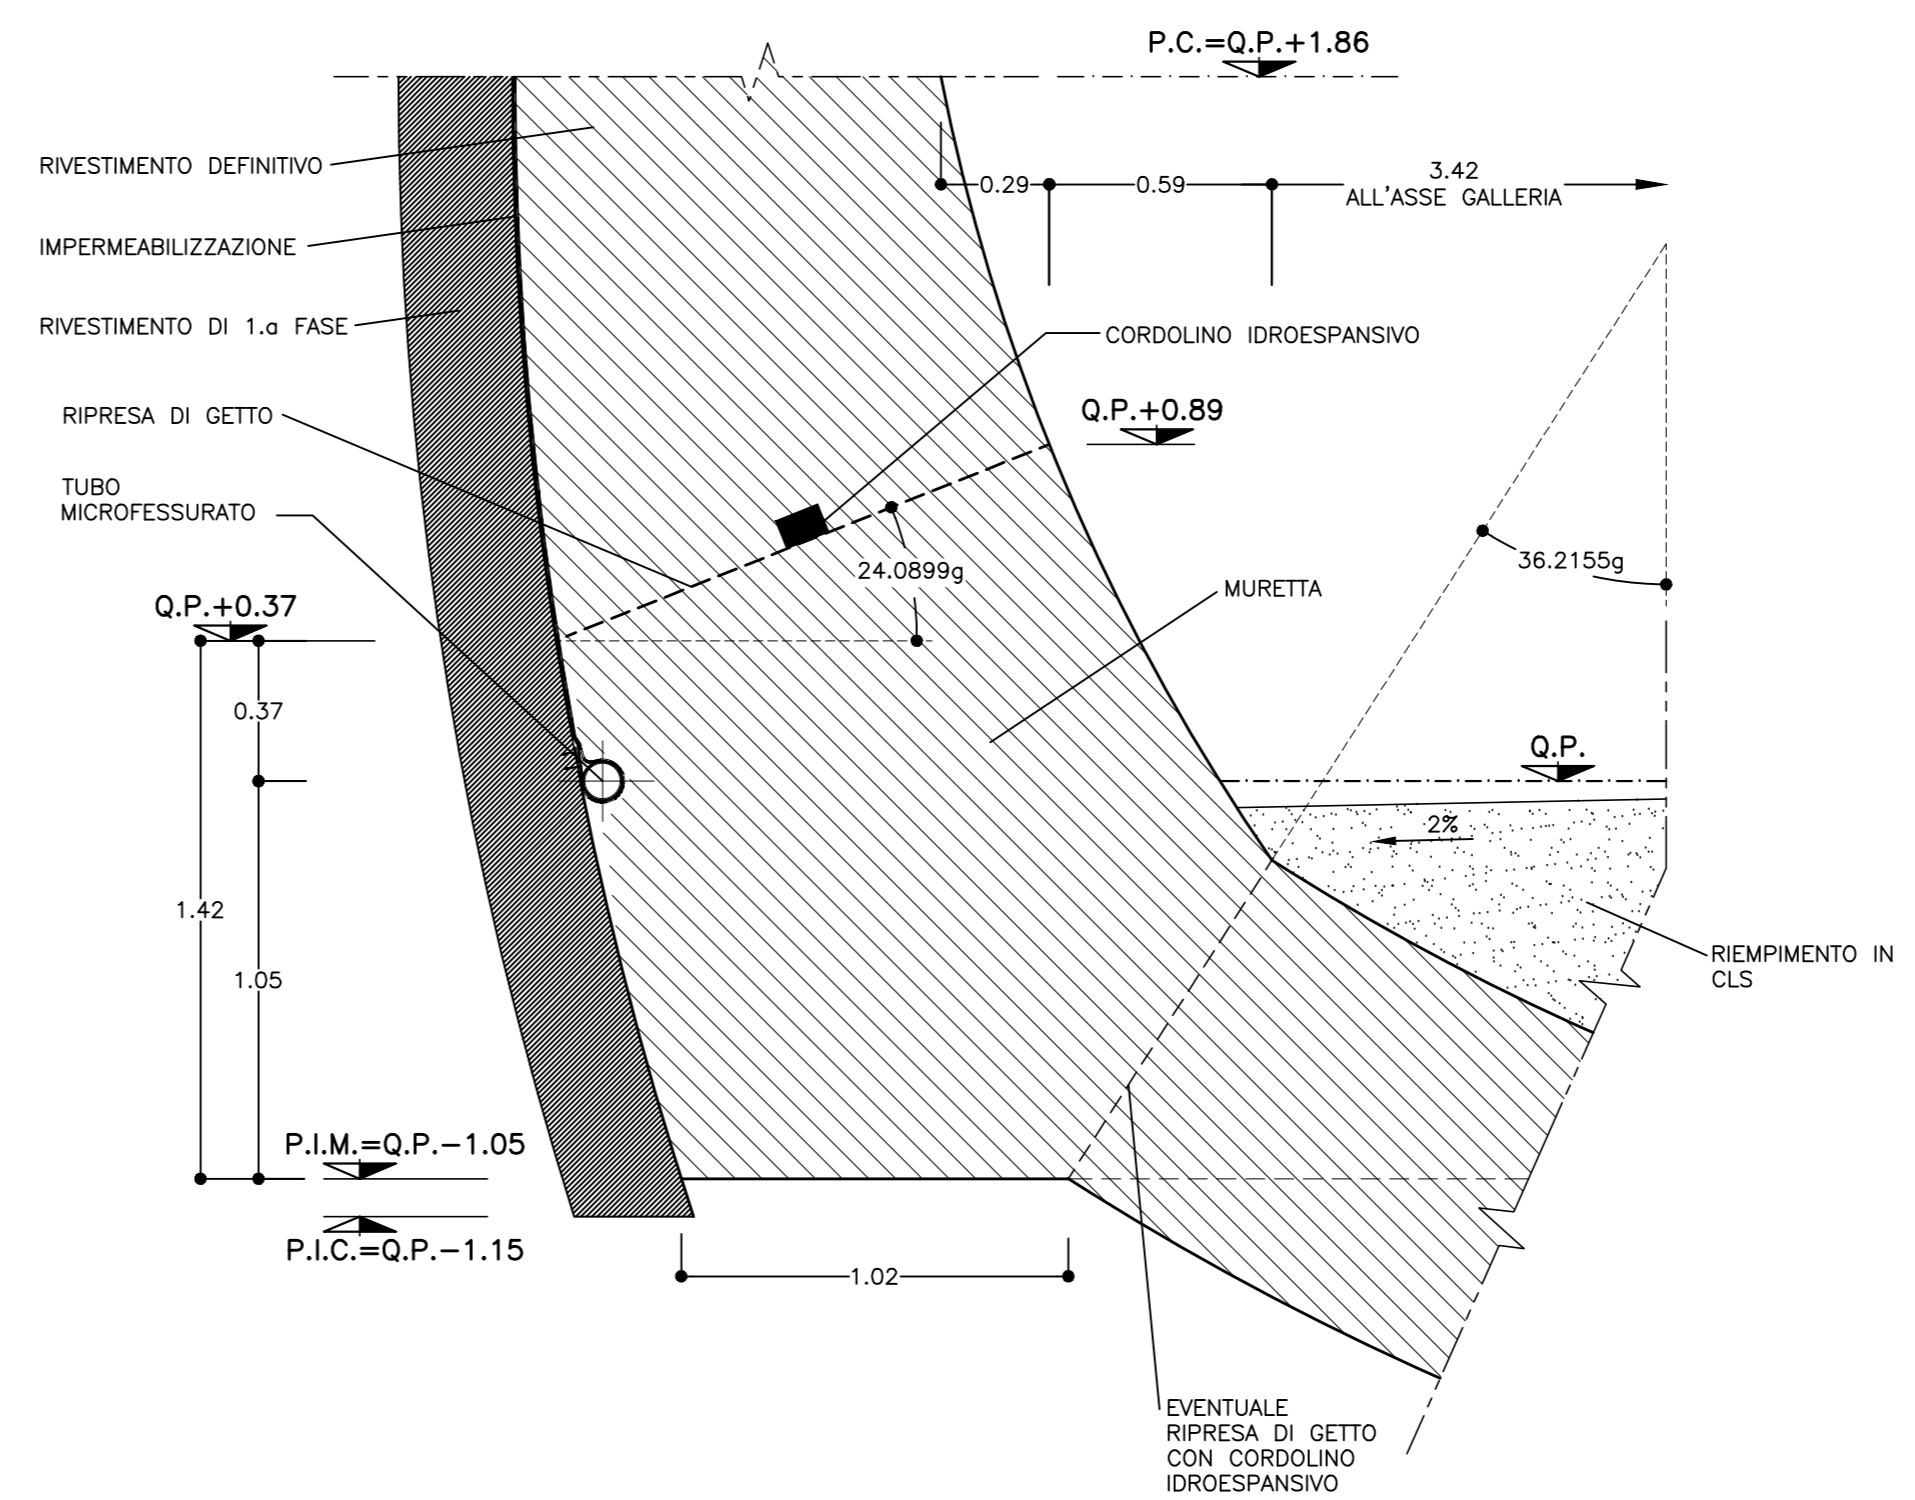 P.C.=Q.P.+1.86
RIVESTIMENTO DEFINITIVO
0.29
0.59
3.42
ALL'ASSE GALLERIA
IMPERMEABILIZZAZIONE
RIVESTIMENTO DI 1.a FASE
CORDOLINO IDROESPANSIVO
RIPRESA DI GETTO
Q.P.+0.89
TUBO
MICROFESSURATO
24.0899g
36.2155g
MURETTA
Q.P.+0.37
0.37
Q.P.
2%
1.42
1.05
RIEMPIMENTO IN
CLS
P.I.M.=Q.P.-1.05
P.I.C.=Q.P.-1.15
1.02
EVENTUALE
RIPRESA DI GETTO
CON CORDOLINO
IDROESPANSIVO